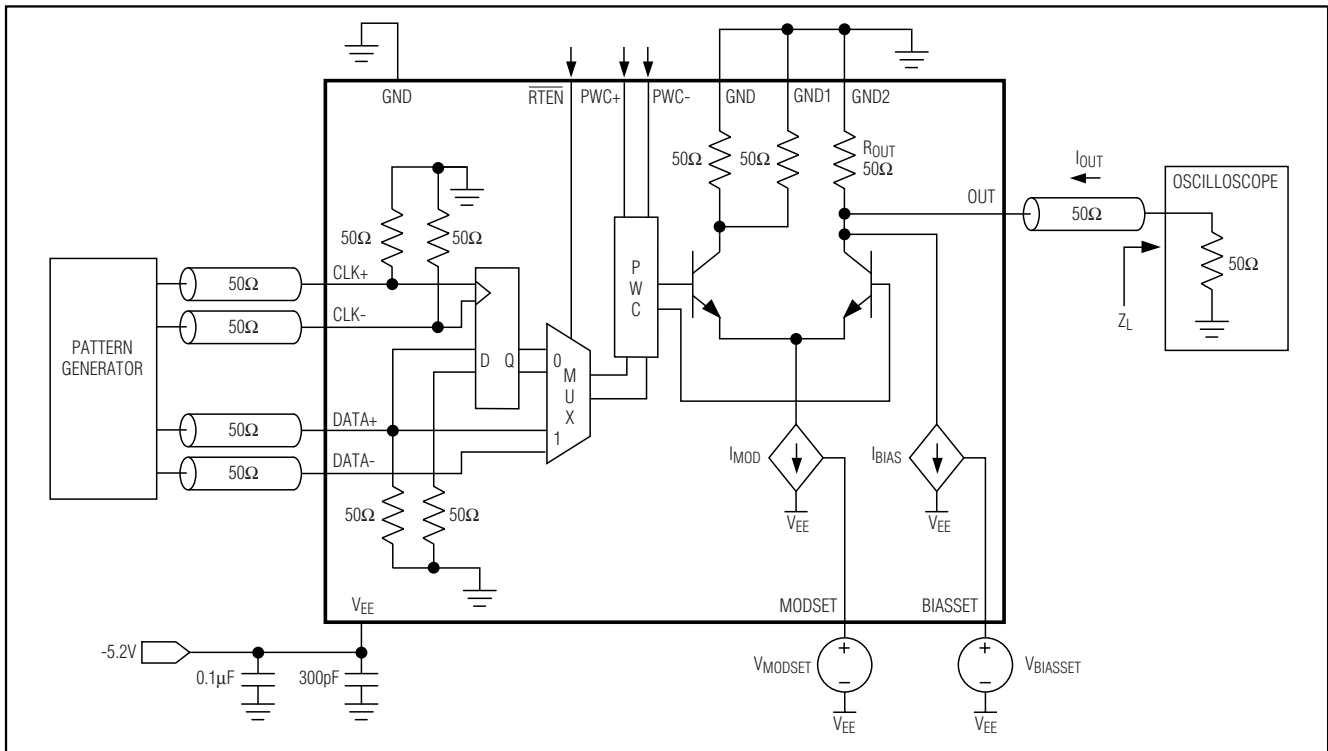 GND
RTEN
PWC+
PWC-
GND
GND1
GND2
50Ω
50Ω
ROUT
50Ω
IOUT
OSCILLOSCOPE
OUT
50Ω
50Ω
ZL
50Ω
50Ω
PATTERN
GENERATOR
50Ω
CLK+
50Ω
CLK-
P
W
C
D
Q
0
M
U
X
1
50Ω
DATA+
50Ω
DATA-
50Ω
50Ω
IMOD
IBIAS
VEE
VEE
VEE
MODSET
BIASSET
-5.2V
0.1µF
300pF
VMODSET
+
−
VEE
+
−
VBIASSET
VEE